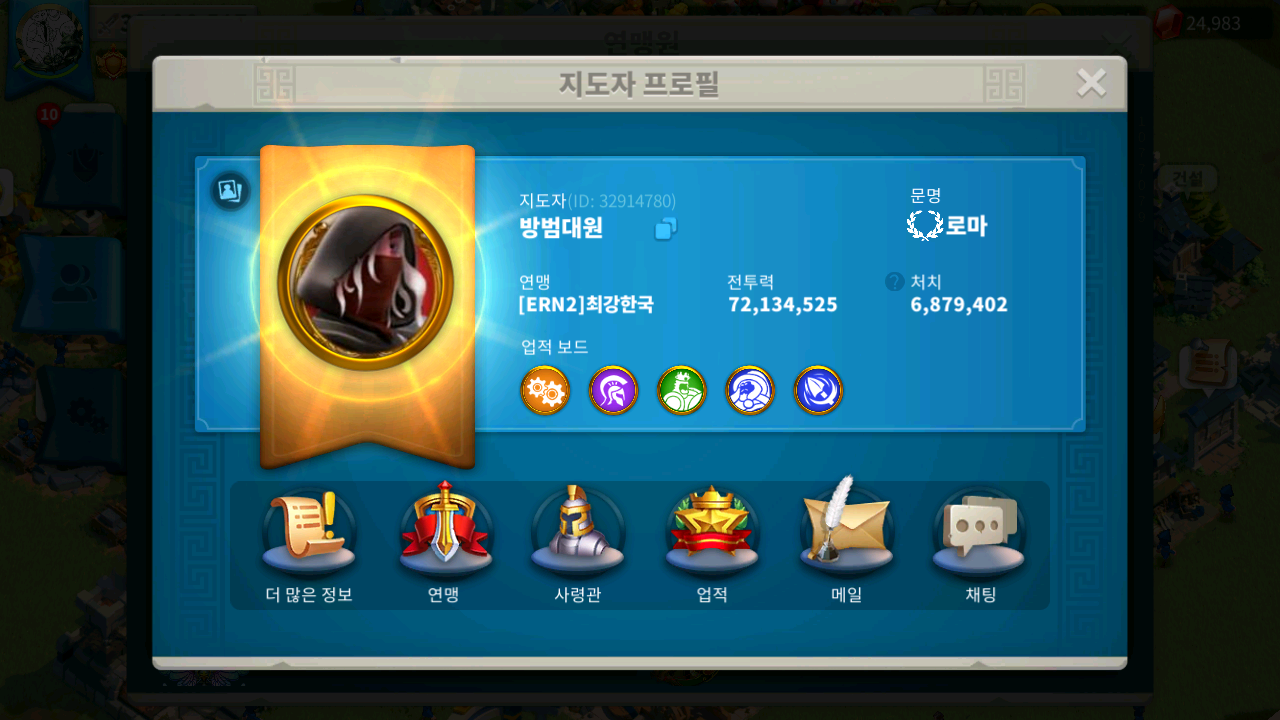 연맹원
24,983
지도자 프로필
10
건설
지도자(ID: 32914780)
방범대원
문명
로마
연맹
[ERN2]최강한국
전투력
72,134,525
?
처치
6,879,402
업적 보드
더 많은 정보
연맹
사령관
업적
메일
채팅